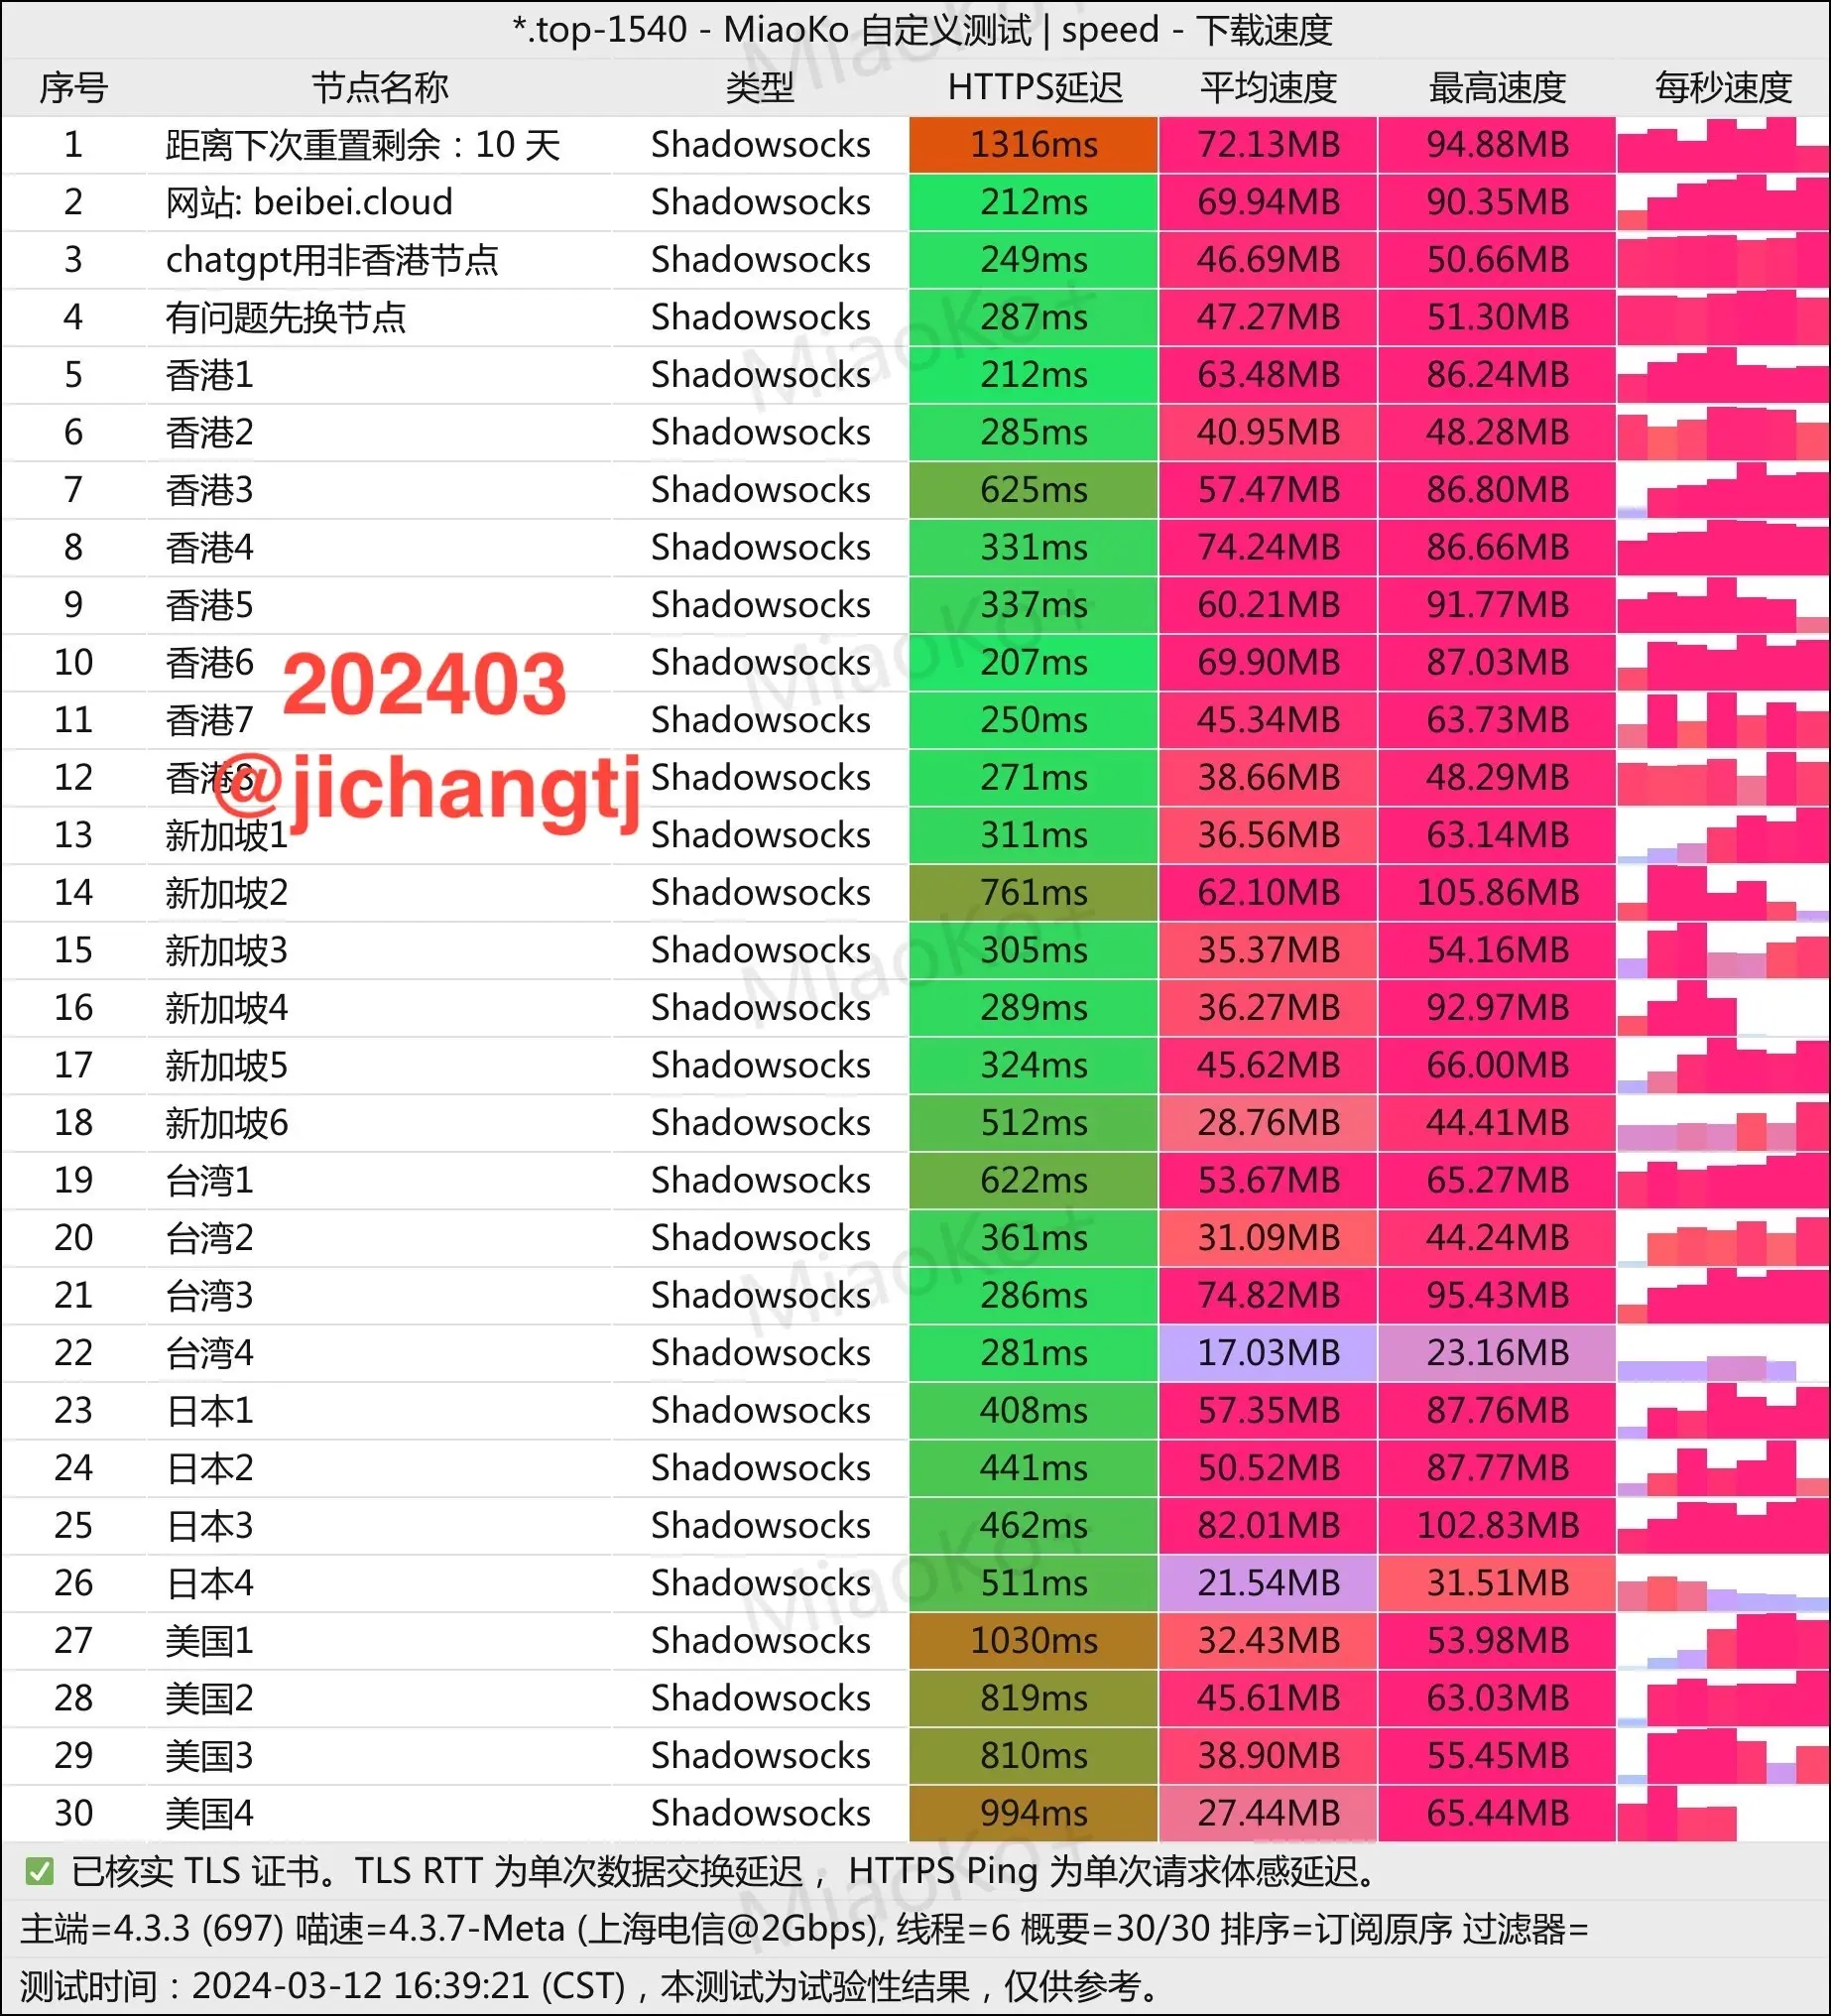 *.top-1540 - MiaoKo 自定义测试 | speed - 下载速度
序号 节点名称 类型 HTTPS延迟 平均速度 最高速度 每秒速度
1 距离下次重置剩余：10 天 Shadowsocks 1316ms 72.13MB 94.88MB
2 网站: beibei.cloud Shadowsocks 212ms 69.94MB 90.35MB
3 chatgpt用非香港节点 Shadowsocks 249ms 46.69MB 50.66MB
4 有问题先换节点 Shadowsocks 287ms 47.27MB 51.30MB
5 香港1 Shadowsocks 212ms 63.48MB 86.24MB
6 香港2 Shadowsocks 285ms 40.95MB 48.28MB
7 香港3 Shadowsocks 625ms 57.47MB 86.80MB
8 香港4 Shadowsocks 331ms 74.24MB 86.66MB
9 香港5 Shadowsocks 337ms 60.21MB 91.77MB
10 香港6 Shadowsocks 207ms 69.90MB 87.03MB
202403
11 香港7 Shadowsocks 250ms 45.34MB 63.73MB
12 香港8 Shadowsocks 271ms 38.66MB 48.29MB
@jichangtj
13 新加坡1 Shadowsocks 311ms 36.56MB 63.14MB
14 新加坡2 Shadowsocks 761ms 62.10MB 105.86MB
15 新加坡3 Shadowsocks 305ms 35.37MB 54.16MB
16 新加坡4 Shadowsocks 289ms 36.27MB 92.97MB
17 新加坡5 Shadowsocks 324ms 45.62MB 66.00MB
18 新加坡6 Shadowsocks 512ms 28.76MB 44.41MB
19 台湾1 Shadowsocks 622ms 53.67MB 65.27MB
20 台湾2 Shadowsocks 361ms 31.09MB 44.24MB
21 台湾3 Shadowsocks 286ms 74.82MB 95.43MB
22 台湾4 Shadowsocks 281ms 17.03MB 23.16MB
23 日本1 Shadowsocks 408ms 57.35MB 87.76MB
24 日本2 Shadowsocks 441ms 50.52MB 87.77MB
25 日本3 Shadowsocks 462ms 82.01MB 102.83MB
26 日本4 Shadowsocks 511ms 21.54MB 31.51MB
27 美国1 Shadowsocks 1030ms 32.43MB 53.98MB
28 美国2 Shadowsocks 819ms 45.61MB 63.03MB
29 美国3 Shadowsocks 810ms 38.90MB 55.45MB
30 美国4 Shadowsocks 994ms 27.44MB 65.44MB
✅ 已核实 TLS 证书。TLS RTT 为单次数据交换延迟， HTTPS Ping 为单次请求体感延迟。
主端=4.3.3 (697) 喵速=4.3.7-Meta (上海电信@2Gbps), 线程=6 概要=30/30 排序=订阅原序 过滤器=
测试时间：2024-03-12 16:39:21 (CST)，本测试为试验性结果，仅供参考。
MiaoKo+
MiaoKo+
MiaoKo+
MiaoKo+
MiaoKo+
MiaoKo+
MiaoKo+